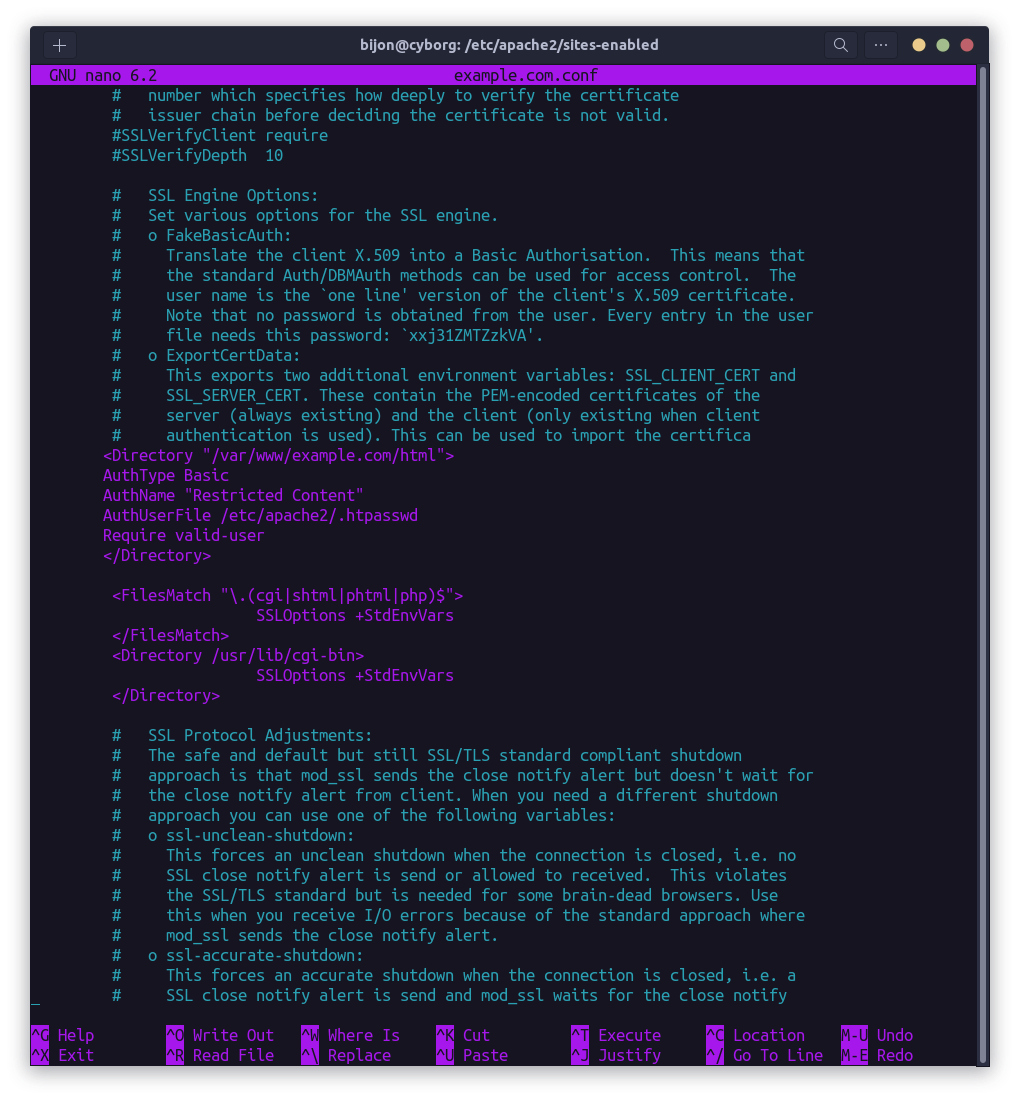 bijon@cyborg: /etc/apache2/sites-enabled
GNU nano 6.2 example.com.conf
#   number which specifies how deeply to verify the certificate
#   issuer chain before deciding the certificate is not valid.
#SSLVerifyClient require
#SSLVerifyDepth  10
#   SSL Engine Options:
#   Set various options for the SSL engine.
#   o FakeBasicAuth:
#     Translate the client X.509 into a Basic Authorisation.  This means that
#     the standard Auth/DBMAuth methods can be used for access control.  The
#     user name is the `one line' version of the client's X.509 certificate.
#     Note that no password is obtained from the user. Every entry in the user
#     file needs this password: `xxj31ZMTZzkVA'.
#   o ExportCertData:
#     This exports two additional environment variables: SSL_CLIENT_CERT and
#     SSL_SERVER_CERT. These contain the PEM-encoded certificates of the
#     server (always existing) and the client (only existing when client
#     authentication is used). This can be used to import the certifica
<Directory "/var/www/example.com/html">
AuthType Basic
AuthName "Restricted Content"
AuthUserFile /etc/apache2/.htpasswd
Require valid-user
</Directory>
<FilesMatch "\.(cgi|shtml|phtml|php)$">
SSLOptions +StdEnvVars
</FilesMatch>
<Directory /usr/lib/cgi-bin>
SSLOptions +StdEnvVars
</Directory>
#   SSL Protocol Adjustments:
#   The safe and default but still SSL/TLS standard compliant shutdown
#   approach is that mod_ssl sends the close notify alert but doesn't wait for
#   the close notify alert from client. When you need a different shutdown
#   approach you can use one of the following variables:
#   o ssl-unclean-shutdown:
#     This forces an unclean shutdown when the connection is closed, i.e. no
#     SSL close notify alert is send or allowed to received.  This violates
#     the SSL/TLS standard but is needed for some brain-dead browsers. Use
#     this when you receive I/O errors because of the standard approach where
#     mod_ssl sends the close notify alert.
#   o ssl-accurate-shutdown:
#     This forces an accurate shutdown when the connection is closed, i.e. a
#     SSL close notify alert is send and mod_ssl waits for the close notify
^G Help ^O Write Out ^W Where Is ^K Cut ^T Execute ^C Location M-U Undo
^X Exit ^R Read File ^\ Replace ^U Paste ^J Justify ^/ Go To Line M-E Redo